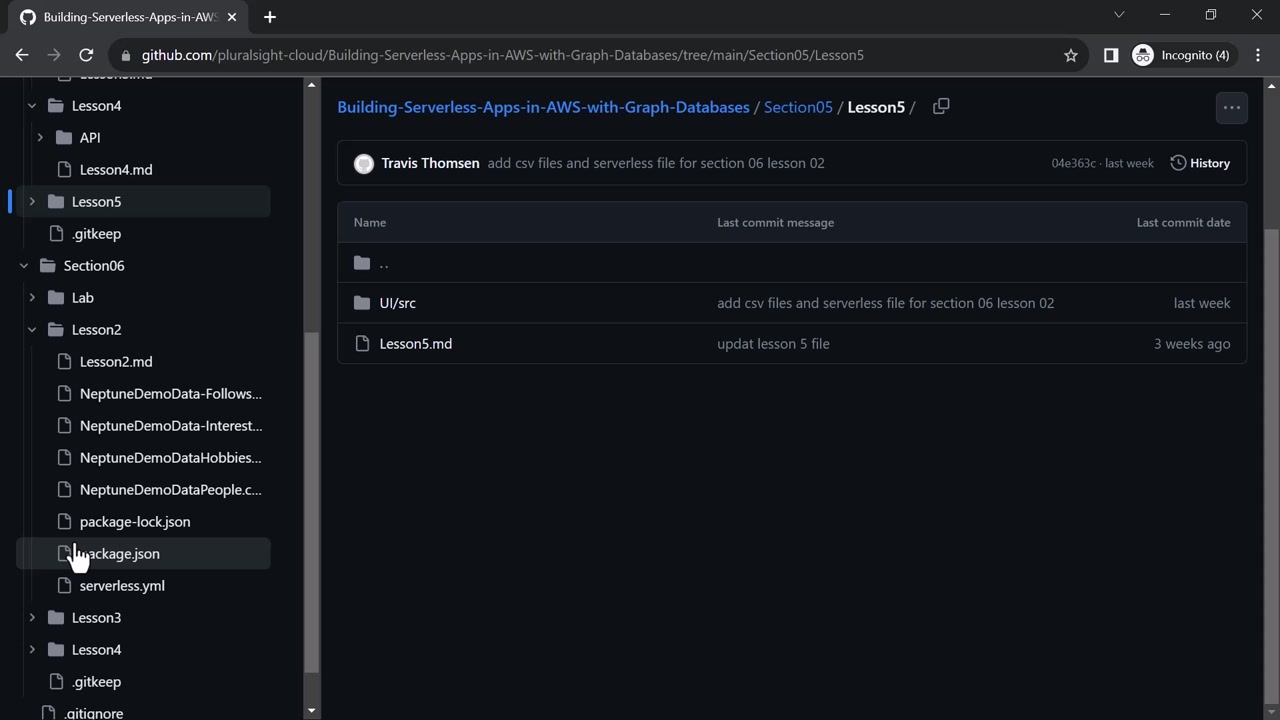 Building-Serverless-Apps-in-AWS
github.com/pluralsight-cloud/Building-Serverless-Apps-in-AWS-with-Graph-Databases/tree/main/Section05/Lesson5
Incognito (4)
Lesson4
API
Lesson4.md
Lesson5
.gitkeep
Section06
Lab
Lesson2
Lesson2.md
NeptuneDemoData-Follows...
NeptuneDemoData-Interest...
NeptuneDemoDataHobbies...
NeptuneDemoDataPeople.c...
package-lock.json
package.json
serverless.yml
Lesson3
Lesson4
.gitkeep
.gitignore
Building-Serverless-Apps-in-AWS-with-Graph-Databases / Section05 / Lesson5 /
Travis Thomsen add csv files and serverless file for section 06 lesson 02 04e363c · last week History
Name Last commit message Last commit date
..
UI/src add csv files and serverless file for section 06 lesson 02 last week
Lesson5.md updat lesson 5 file 3 weeks ago